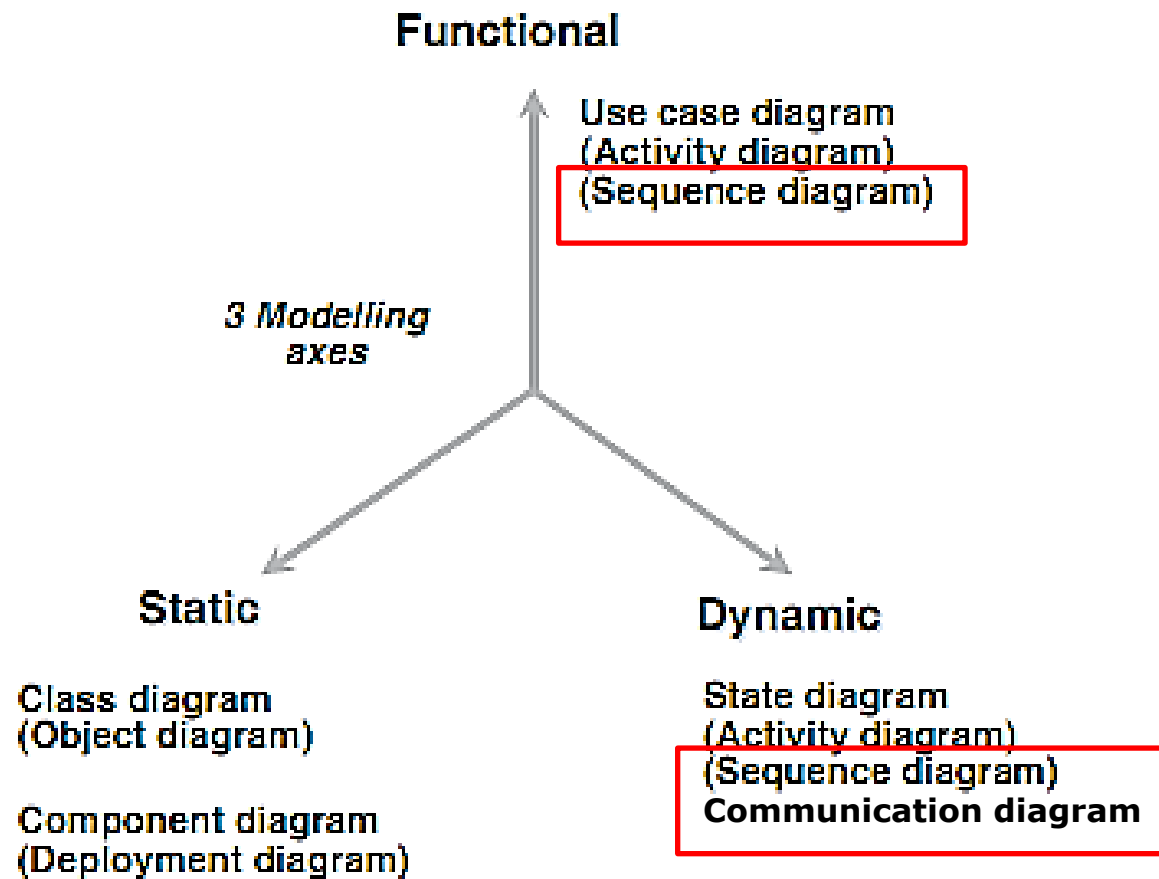 Functional
Use case diagram
(Activity diagram)
(Sequence diagram)
3 Modelling
axes
Static
Class diagram
(Object diagram)
Component diagram
(Deployment diagram)
Dynamic
State diagram
(Activity diagram)
(Sequence diagram)
Communication diagram